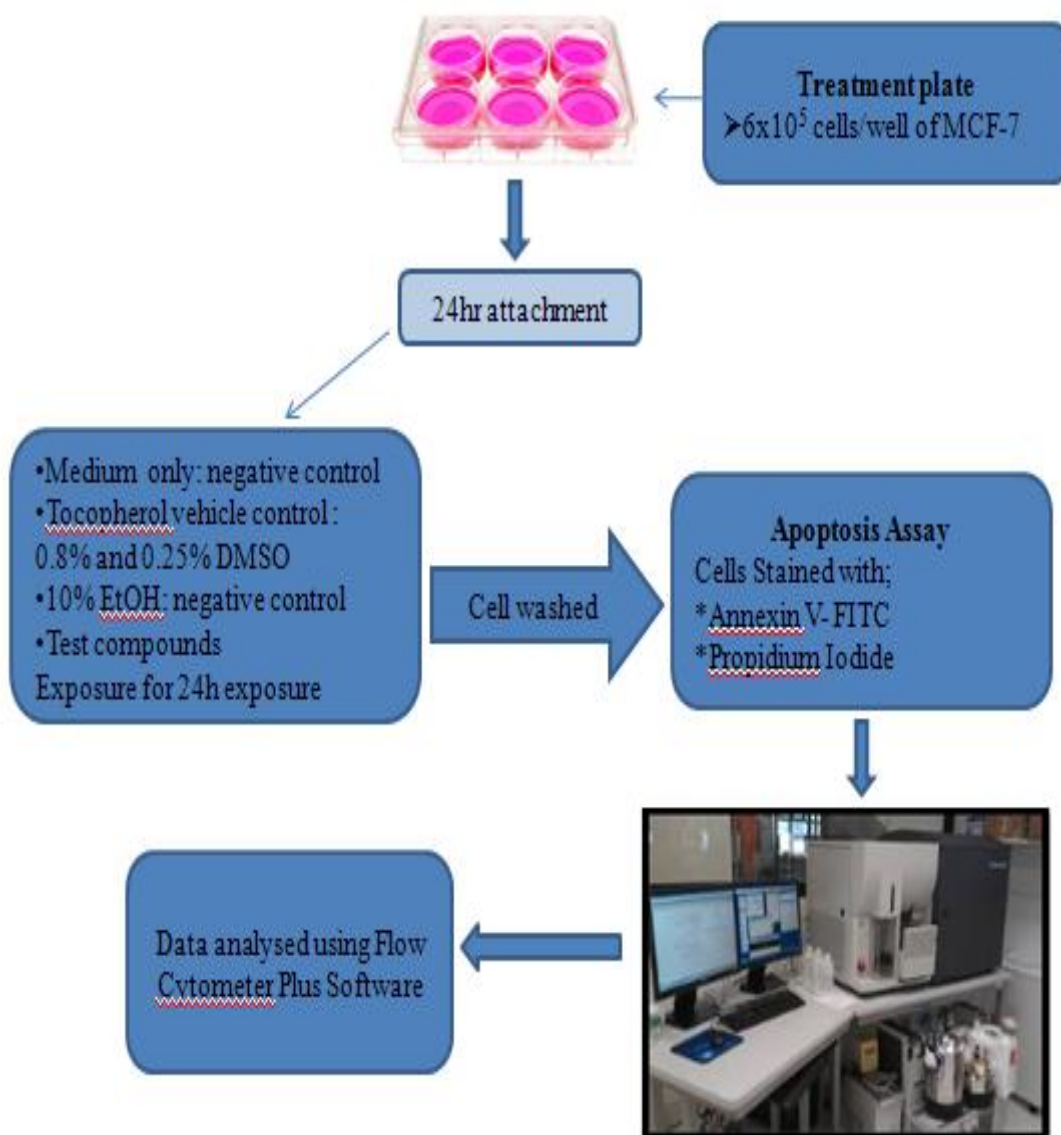 Treatment plate
➢6x10⁵ cells/well of MCF-7
24hr attachment
•Medium only: negative control
•Tocopherol vehicle control :
0.8% and 0.25% DMSO
•10% EtOH: negative control
•Test compounds
Exposure for 24h exposure
Cell washed
Apoptosis Assay
Cells Stained with;
*Annexin V-FITC
*Propidium Iodide
Data analysed using Flow
Cytometer Plus Software